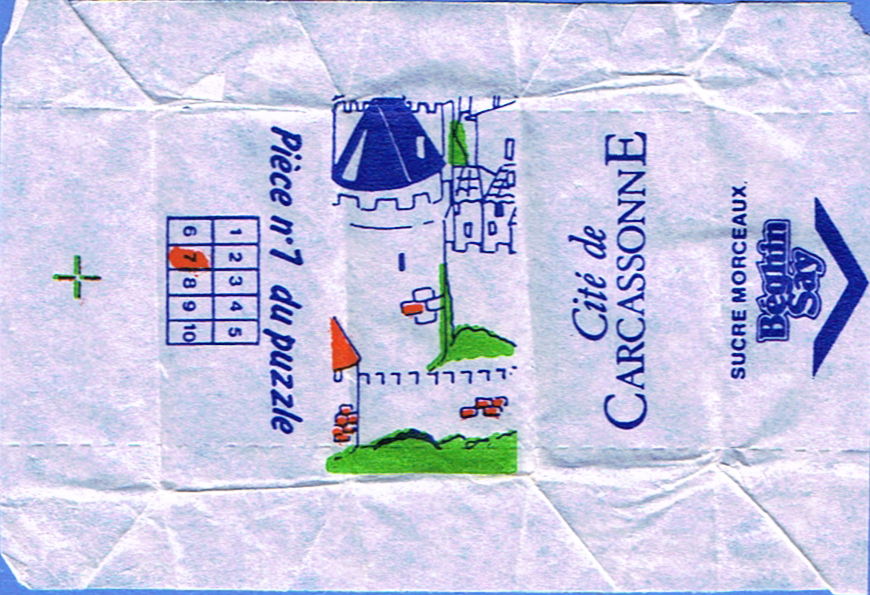 Pièce n°7 du puzzle
1 2 3 4 5
6 7 8 9 10
Cité de
CARCASSONNE
SUCRE MORCEAUX
Béghin
Say